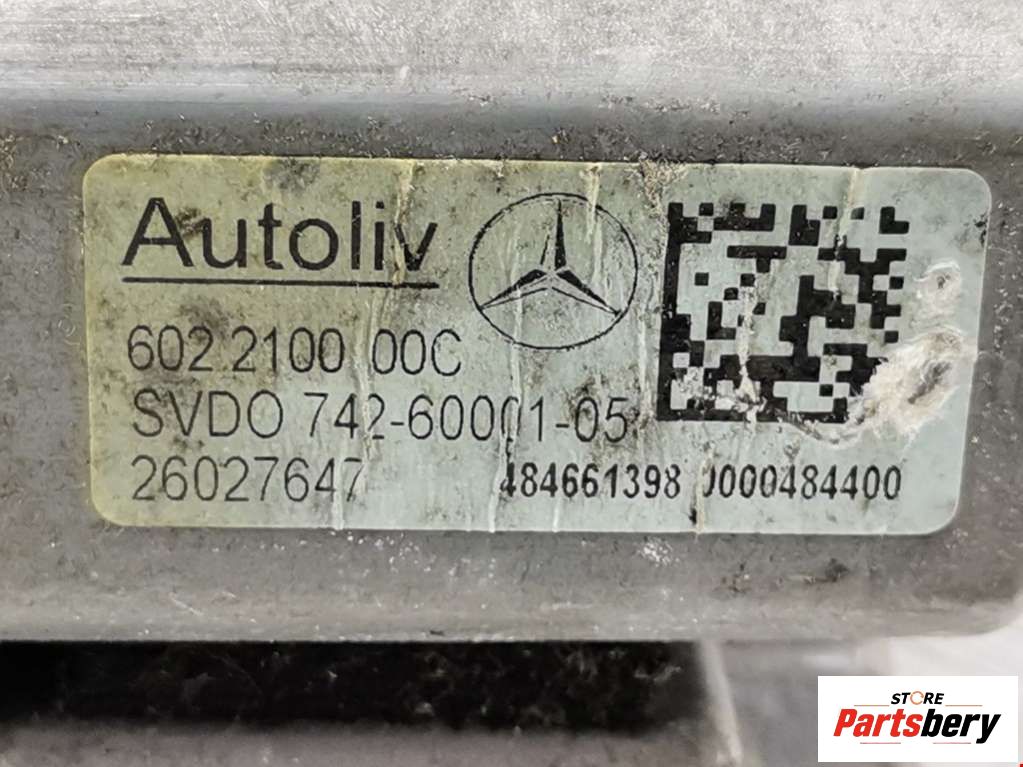 Autoliv
602 2100 00C
SVDO 742-60001-05
26027647
484661398 0000484400
STORE
Partsbery